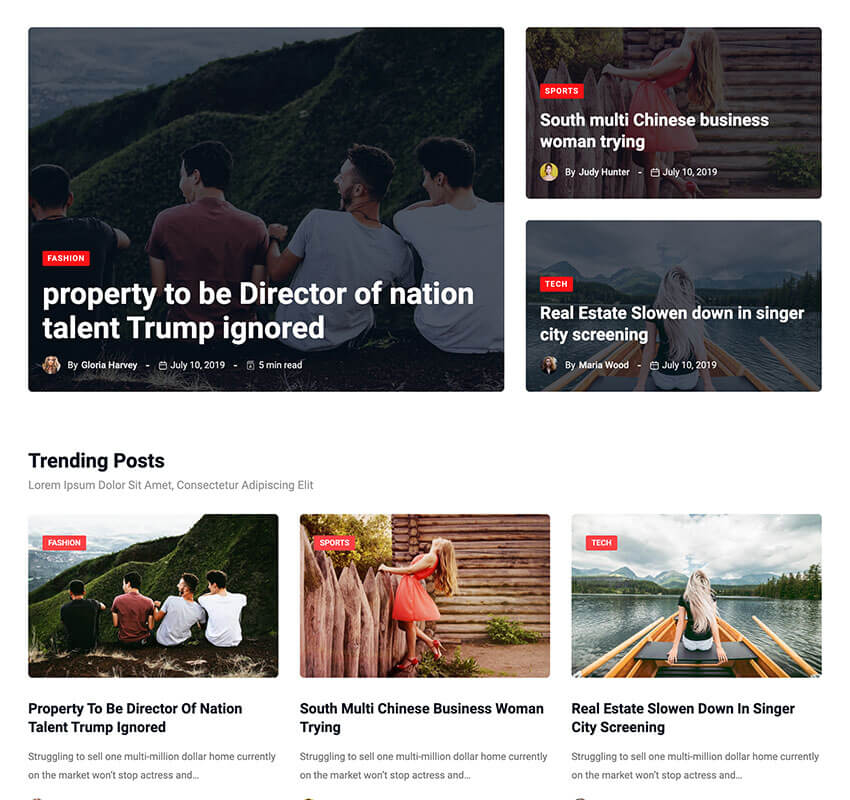 FASHION
property to be Director of nation
talent Trump ignored
By Gloria Harvey - July 10, 2019 - 5 min read
SPORTS
South multi Chinese business
woman trying
By Judy Hunter - July 10, 2019
TECH
Real Estate Slowen down in singer
city screening
By Maria Wood - July 10, 2019
Trending Posts
Lorem Ipsum Dolor Sit Amet, Consectetur Adipiscing Elit
FASHION
Property To Be Director Of Nation
Talent Trump Ignored
Struggling to sell one multi-million dollar home currently
on the market won't stop actress and...
SPORTS
South Multi Chinese Business Woman
Trying
Struggling to sell one multi-million dollar home currently
on the market won't stop actress and...
TECH
Real Estate Slowen Down In Singer
City Screening
Struggling to sell one multi-million dollar home currently
on the market won't stop actress and...